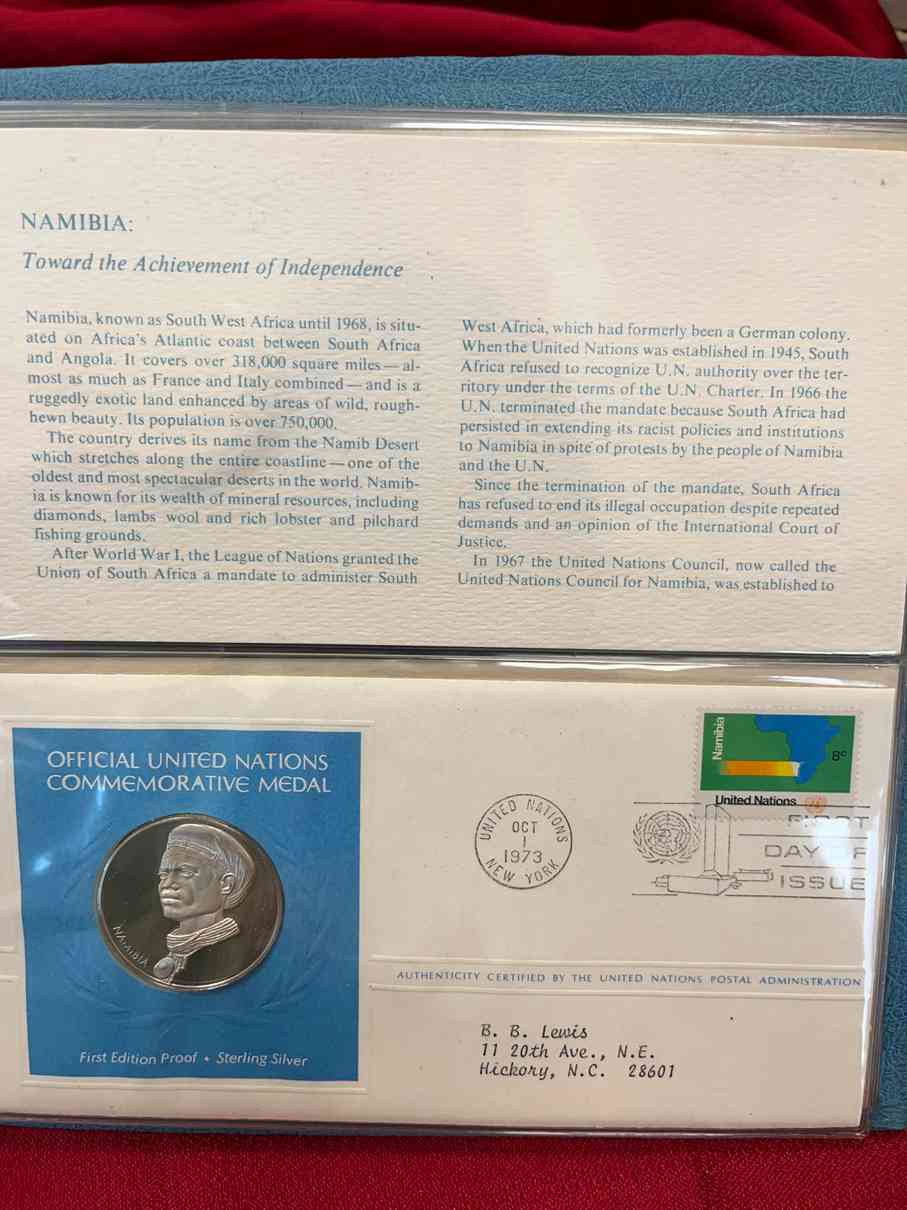 NAMIBIA:
Toward the Achievement of Independence
Namibia, known as South West Africa until 1968, is situ-
ated on Africa's Atlantic coast between South Africa
and Angola. It covers over 318,000 square miles—al-
most as much as France and Italy combined—and is a
ruggedly exotic land enhanced by areas of wild, rough-
hewn beauty. Its population is over 750,000.
The country derives its name from the Namib Desert
which stretches along the entire coastline—one of the
oldest and most spectacular deserts in the world. Namib-
ia is known for its wealth of mineral resources, including
diamonds, lambs wool and rich lobster and pilchard
fishing grounds.
After World War I, the League of Nations granted the
Union of South Africa a mandate to administer South
West Africa, which had formerly been a German colony.
When the United Nations was established in 1945, South
Africa refused to recognize U.N. authority over the ter-
ritory under the terms of the U.N. Charter. In 1966 the
U.N. terminated the mandate because South Africa had
persisted in extending its racist policies and institutions
to Namibia in spite of protests by the people of Namibia
and the U.N.
Since the termination of the mandate, South Africa
has refused to end its illegal occupation despite repeated
demands and an opinion of the International Court of
Justice.
In 1967 the United Nations Council, now called the
United Nations Council for Namibia, was established to
OFFICIAL UNITED NATIONS
COMMEMORATIVE MEDAL
NAMIBIA
First Edition Proof • Sterling Silver
UNITED NATIONS
OCT
1
1973
NEW YORK
Namibia
8c
United Nations
FIRST
DAY OF
ISSUE
AUTHENTICITY CERTIFIED BY THE UNITED NATIONS POSTAL ADMINISTRATION
B. B. Lewis
11 20th Ave., N.E.
Hickory, N.C. 28601